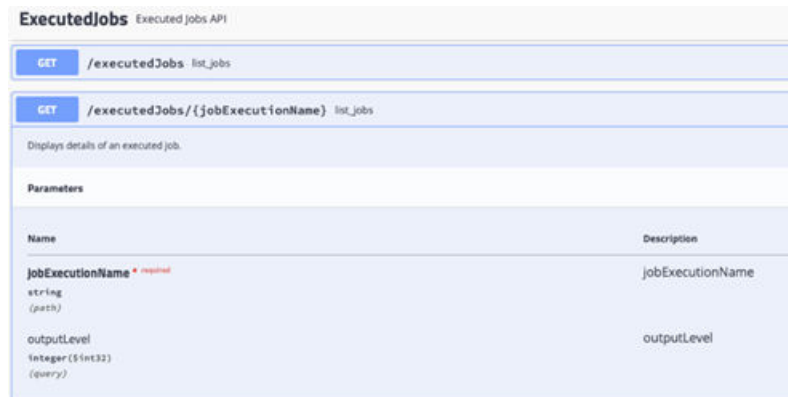 ExecutedJobs Executed Jobs API
GET /executedJobs list_jobs
GET /executedJobs/{jobExecutionName} list_jobs
Displays details of an executed job.
Parameters
Name Description
jobExecutionName * required jobExecutionName
string
(path)
outputLevel outputLevel
integer($int32)
(query)